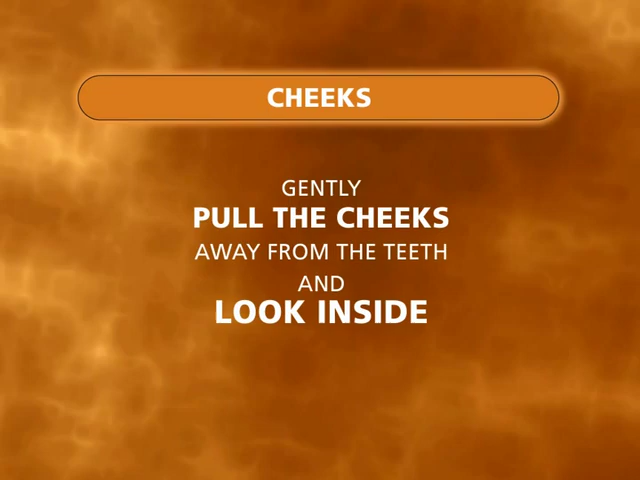 CHEEKS
GENTLY
PULL THE CHEEKS
AWAY FROM THE TEETH
AND
LOOK INSIDE